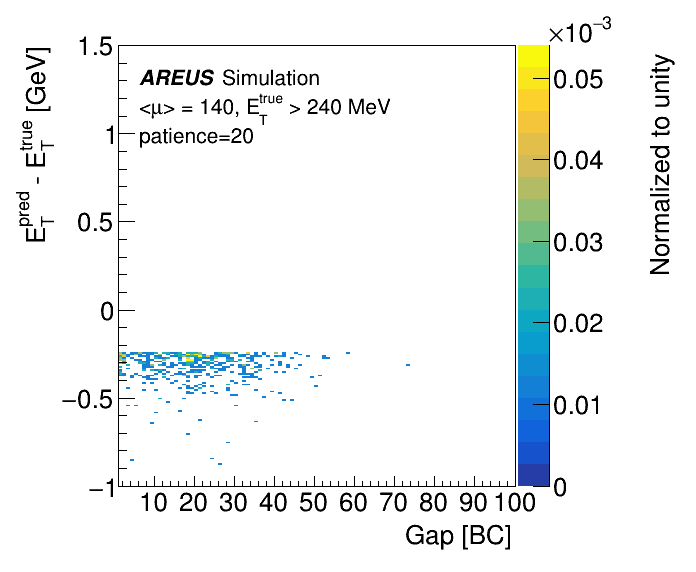 ×10⁻³
AREUS Simulation
<μ> = 140, E_T^true > 240 MeV
patience=20
E_T^pred - E_T^true [GeV]
1.5
1
0.5
0
−0.5
−1
10 20 30 40 50 60 70 80 90 100
Gap [BC]
0.05
0.04
0.03
0.02
0.01
0
Normalized to unity